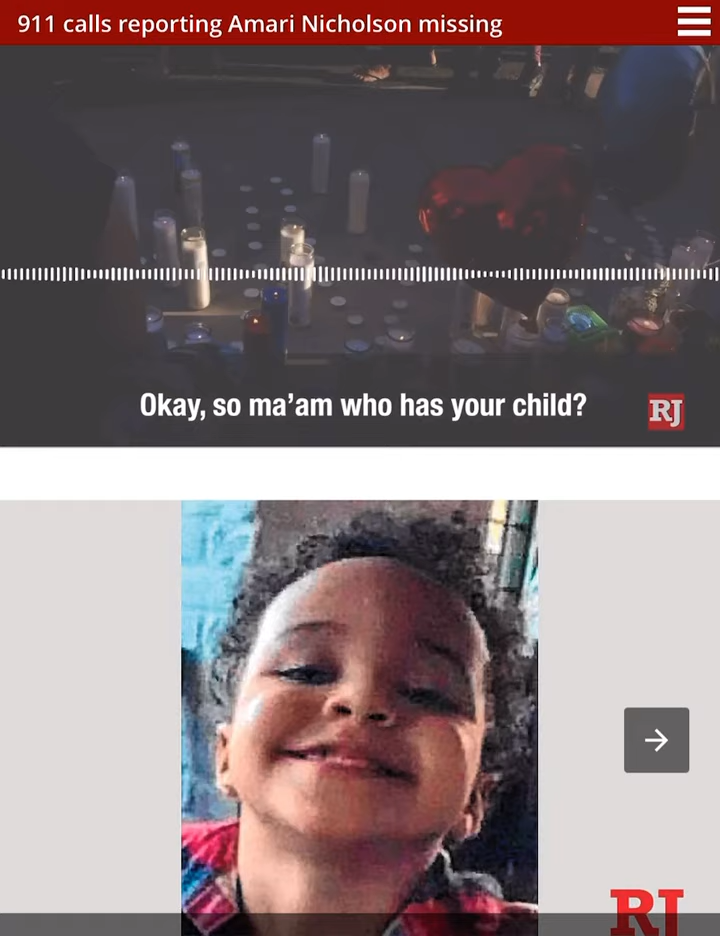 911 calls reporting Amari Nicholson missing
Okay, so ma'am who has your child?
RJ
RJ